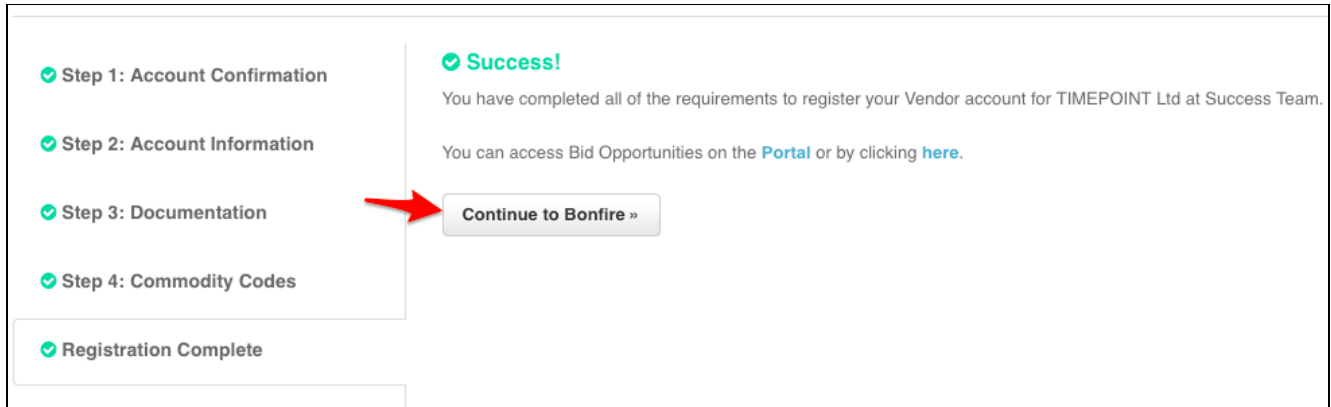 Step 1: Account Confirmation
Step 2: Account Information
Step 3: Documentation
Step 4: Commodity Codes
Registration Complete
Success!
You have completed all of the requirements to register your Vendor account for TIMEPOINT Ltd at Success Team.
You can access Bid Opportunities on the Portal or by clicking here.
Continue to Bonfire »